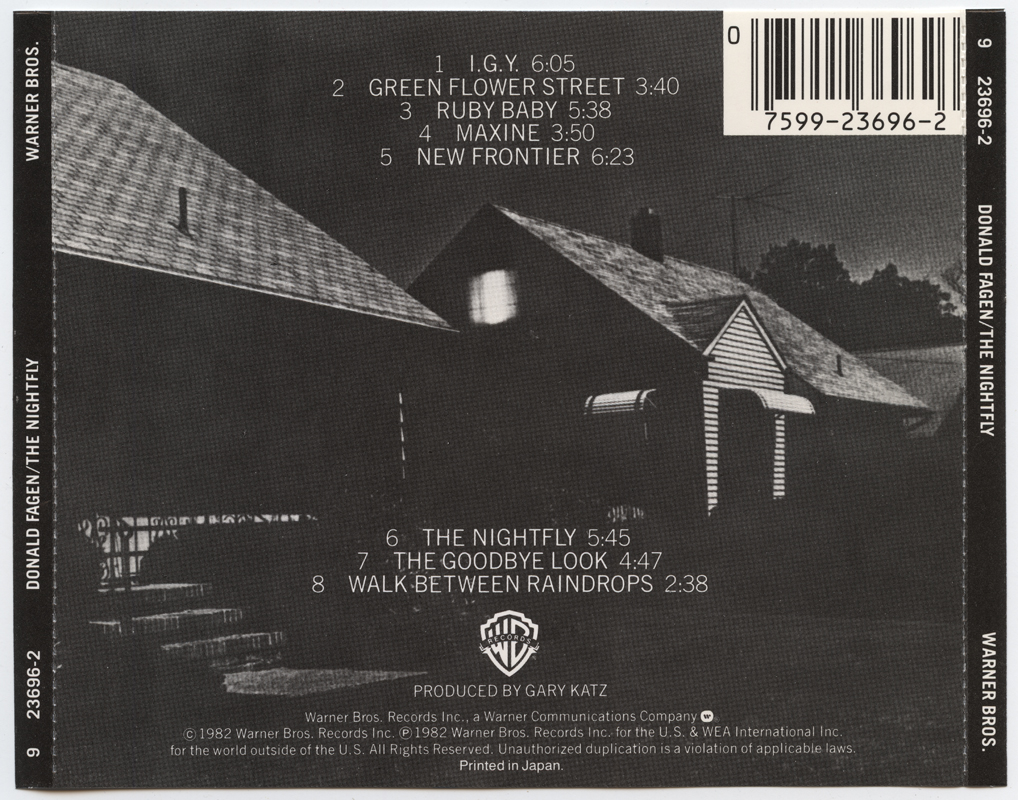 WARNER BROS.
DONALD FAGEN/THE NIGHTFLY
9 23696-2
1 I.G.Y. 6:05
2 GREEN FLOWER STREET 3:40
3 RUBY BABY 5:38
4 MAXINE 3:50
5 NEW FRONTIER 6:23
0
7599-23696-2
6 THE NIGHTFLY 5:45
7 THE GOODBYE LOOK 4:47
8 WALK BETWEEN RAINDROPS 2:38
RECORDS
PRODUCED BY GARY KATZ
Warner Bros. Records Inc., a Warner Communications Company
©1982 Warner Bros. Records Inc. ℗1982 Warner Bros. Records Inc. for the U.S. & WEA International Inc.
for the world outside of the U.S. All Rights Reserved. Unauthorized duplication is a violation of applicable laws.
Printed in Japan.
9 23696-2
DONALD FAGEN/THE NIGHTFLY
WARNER BROS.